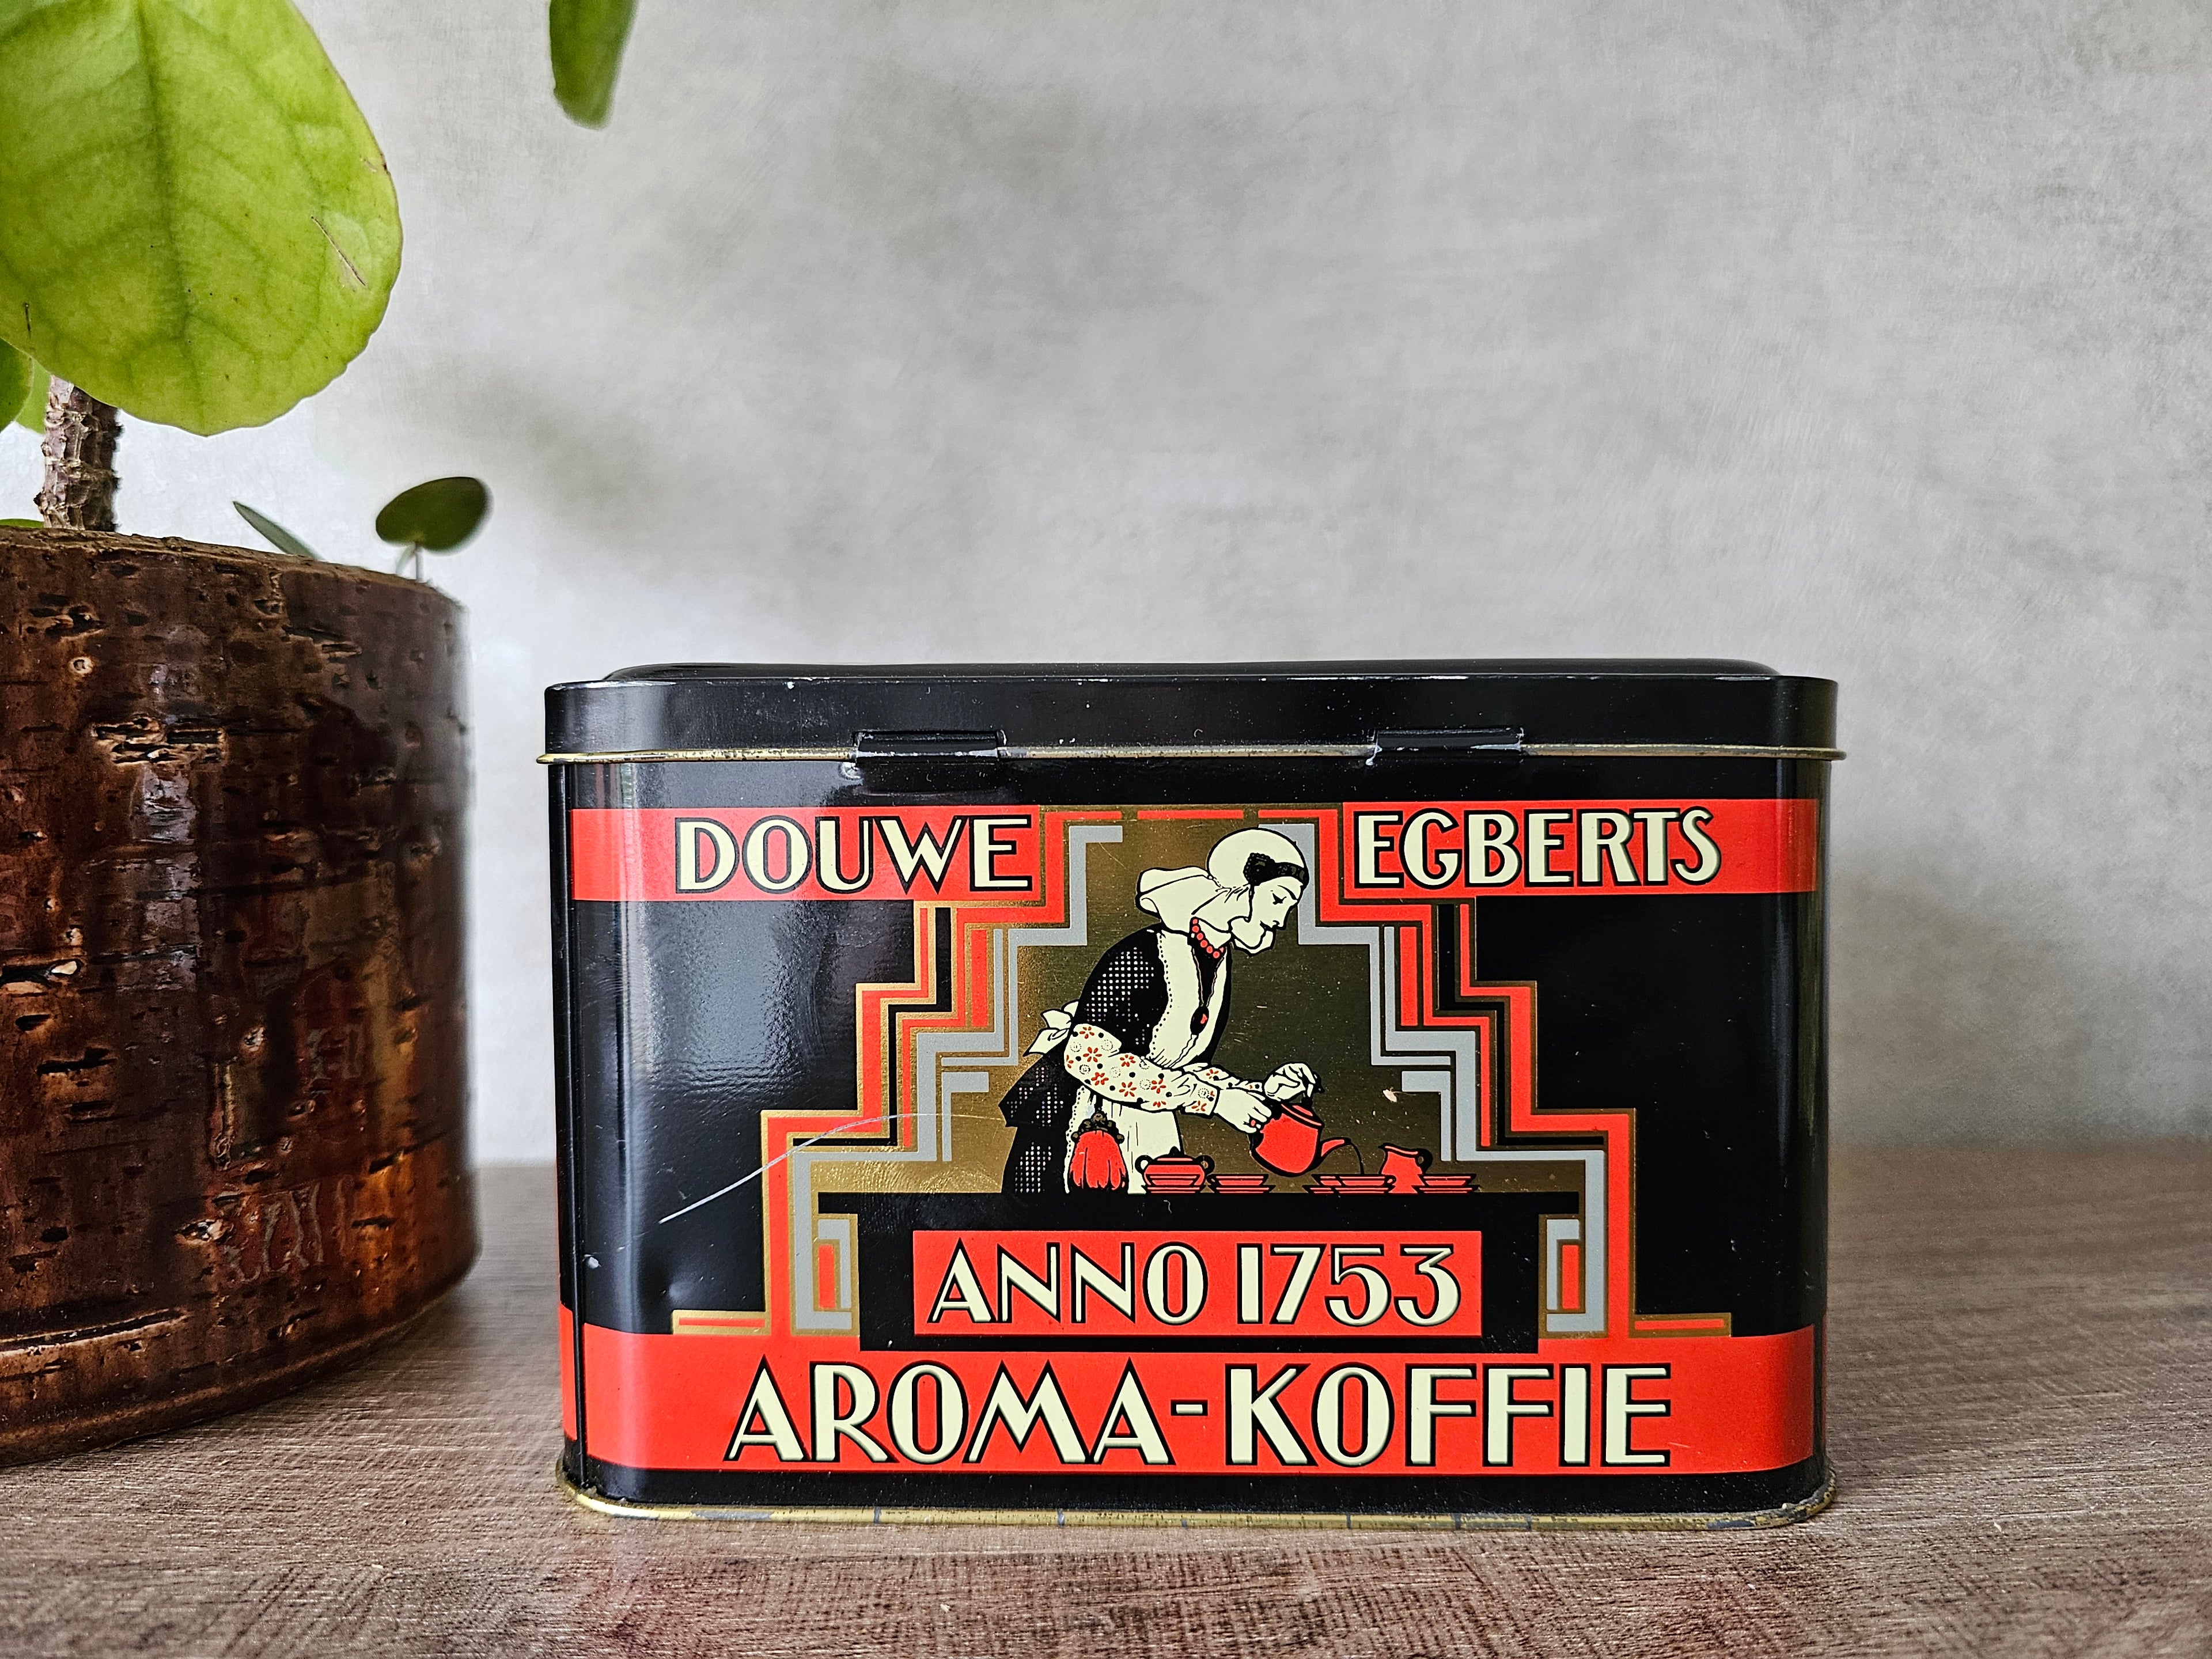 DOUWE EGBERTS
ANNO 1753
AROMA-KOFFIE